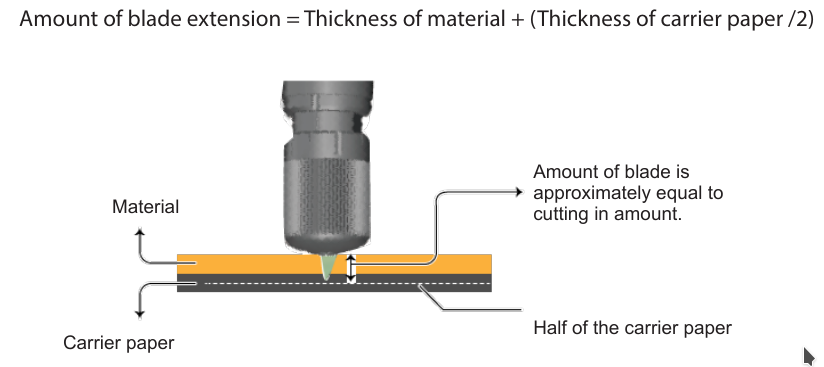 Amount of blade extension = Thickness of material + (Thickness of carrier paper /2)
Amount of blade is
approximately equal to
cutting in amount.
Material
Half of the carrier paper
Carrier paper